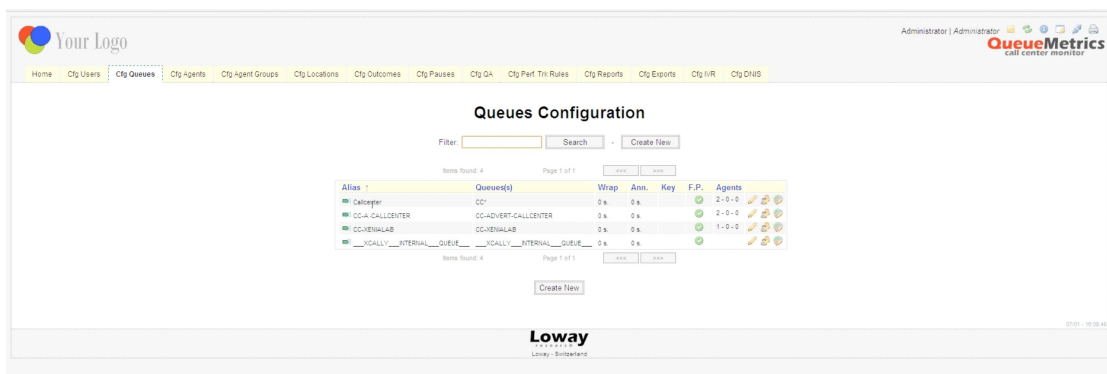 Your Logo
Administrator | Administrator
QueueMetrics
call center monitor
Home Cfg Users Cfg Queues Cfg Agents Cfg Agent Groups Cfg Locations Cfg Outcomes Cfg Pauses Cfg QA Cfg Perf. Trk Rules Cfg Reports Cfg Exports Cfg IVR Cfg DNIS
Queues Configuration
Filter: Search - Create New
Items found: 4 Page 1 of 1 <<< >>>
Alias ↑ Queues(s) Wrap Ann. Key F.P. Agents
Callcenter CC* 0 s. 0 s. 2 - 0 - 0
CC-A-CALLCENTER CC-ADVERT-CALLCENTER 0 s. 0 s. 2 - 0 - 0
CC-XENIALAB CC-XENIALAB 0 s. 0 s. 1 - 0 - 0
___XCALLY___INTERNAL___QUEUE___ ___XCALLY___INTERNAL___QUEUE___ 0 s. 0 s.
Items found: 4 Page 1 of 1 <<< >>>
Create New
Loway
research
Loway - Switzerland